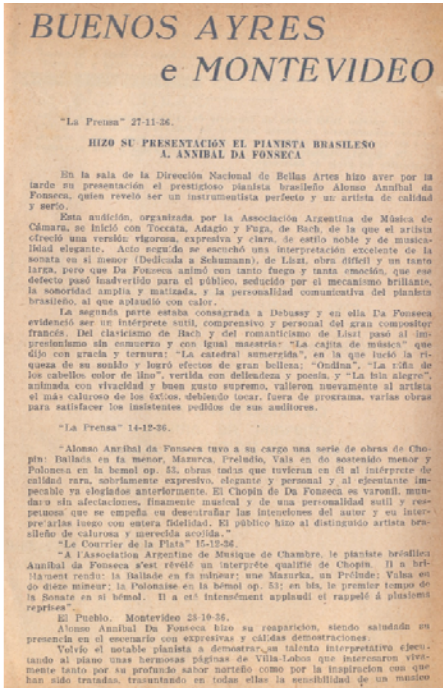 BUENOS AYRES
e MONTEVIDEO
"La Prensa" 27-11-36.
HIZO SU PRESENTACIÓN EL PIANISTA BRASILEÑO
A. ANNIBAL DA FONSECA
En la sala de la Dirección Nacional de Bellas Artes hizo ayer por la
tarde su presentación el prestigioso pianista brasileño Alonso Annibal da
Fonseca, quien reveló ser un instrumentista perfecto y un artista de calidad
y serio.
Esta audición, organizada por la Associación Argentina de Música de
Cámara, se inició con Toccata, Adagio y Fuga, de Bach, de la que el artista
ofreció una versión vigorosa, expresiva y clara, de estilo noble y de musica-
lidad elegante. Acto seguido se escuchó una interpretación excelente de la
sonata en si menor (Dedicada a Schumann), de Liszt, obra difícil y un tanto
larga, pero que Da Fonseca animó con tanto fuego y tanta emoción, que ese
defecto pasó inadvertido para el público, seducido por el mecanismo brillante,
la sonoridad amplia y matizada, y la personalidad comunicativa del pianista
brasileño, al que aplaudió con calor.
La segunda parte estaba consagrada a Debussy y en ella Da Fonseca
evidenció ser un intérprete sutil, comprensivo y personal del gran compositor
francés. Del clavicismo de Bach y del romanticismo de Liszt pasó al im-
presionismo sin esmuerzo y con igual maestría: "La cajita de música" que
dijo con gracia y ternura; "La catedral sumergida", en la que lució la ri-
queza de su sonido y logró efectos de gran belleza; "Ondina", "La niña de
los cabellos color de lino", vertida con delicadeza y poesía, y "La isla alegre",
animada con vivacidad y buen gusto supremo, valieron nuevamente al artista
el más caluroso de los éxitos, debiendo tocar, fuera de programa, varias obras
para satisfacer los insistentes pedidos de sus auditores.
"La Prensa" 14-12-36.
"Alonso Annibal da Fonseca tuvo a su cargo una serie de obras de Cho-
pin: Ballada en fa menor, Mazurca, Preludio, Vals en do sostenido menor y
Polonesa en la bemol op. 53, obras todas que tuvieran en él al intérprete de
calidad rara, sobriamente expresivo, elegante y personal y al ejecutante im-
pecable ya elogiados anteriormente. El Chopin de Da Fonseca es varonil, mun-
dano sin afectaciones, finamente musical y de una personalidad sutil y res-
petuosa que se empeña en desentrañar las intenciones del autor y en inter-
pretarlas luego con entera fidelidad. El público hizo al distinguido artista bra-
sileño de calurosa y merecida acojida."
"Le Courrier de la Plata" 15-12-36.
"A l'Association Argentine de Musique de Chambre, le pianiste brésilien
Annibal da Fonseca s'est révélé un interpréte qualifié de Chopin. Il a bri-
llament rendu: la Ballade en fa mineur; une Mazurka, un Prélude; Valse en
do dièze mineur; la Polonaise en la bémol op. 53; en bis, le premier tempo de
la Sonate en si bémol. Il a eté intensément applaudi et rappelé á plusieurs
reprises".
El Pueblo. Montevideo 23-10-36.
Alonso Annibal Da Fonseca hizo su reaparición, siendo saludada su
presencia en el escenario con expresivas y cálidas demostraciones.
Volvió el notable pianista a demostrar su talento interpretativo ejecu-
tando al piano unas hermosas páginas de Villa-Lobos que interesaron viva-
mente tanto por su profundo sabor norteño como por la inspiración con que
han sido tratadas, trasuntando en todas ellas la sensibilidad de un músico